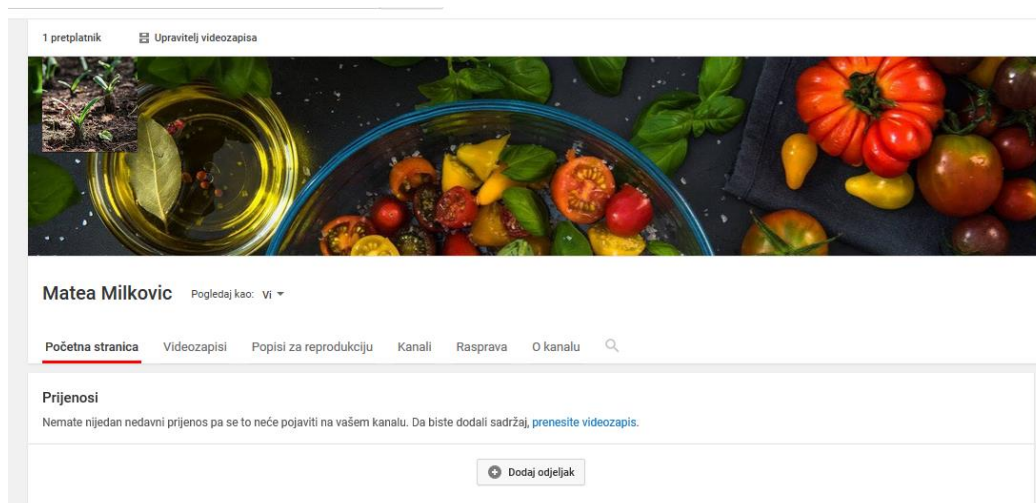 1 pretplatnik Upravitelj videozapisa
Matea Milkovic Pogledaj kao: Vi
Početna stranica Videozapisi Popisi za reprodukciju Kanali Rasprava O kanalu
Prijenosi
Nemate nijedan nedavni prijenos pa se to neće pojaviti na vašem kanalu. Da biste dodali sadržaj, prenesite videozapis.
Dodaj odjeljak